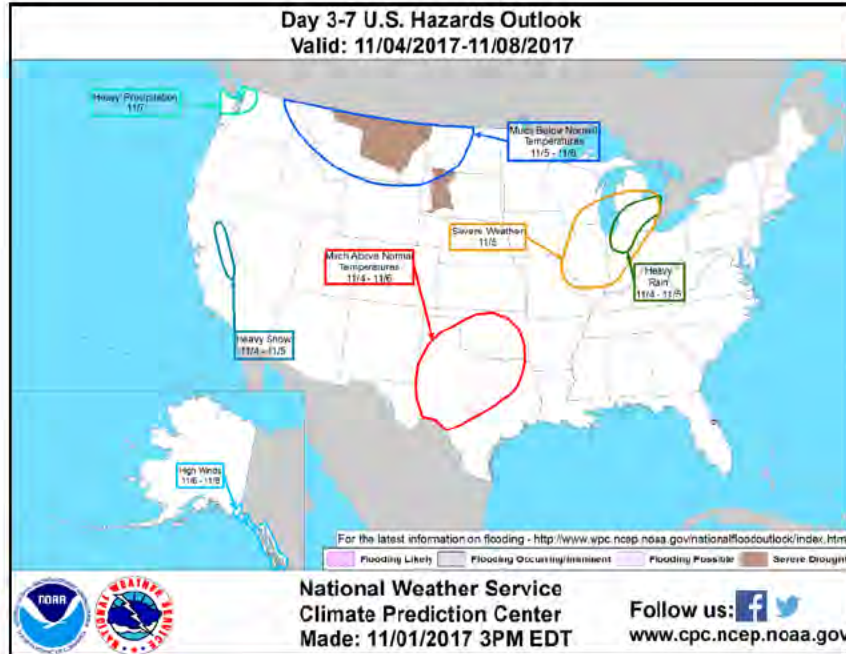 Day 3-7 U.S. Hazards Outlook
Valid: 11/04/2017-11/08/2017
Heavy Precipitation
11/7
Much Below Normal
Temperatures
11/5 - 11/6
Severe Weather
11/5
Much Above Normal
Temperatures
11/4 - 11/6
Heavy
Rain
11/4 - 11/5
Heavy Snow
11/4 - 11/5
High Winds
11/6 - 11/8
For the latest information on flooding - http://www.wpc.ncep.noaa.gov/nationalfloodoutlook/index.html
Flooding Likely Flooding Occurring/Imminent Flooding Possible Severe Drought
National Weather Service
Climate Prediction Center
Made: 11/01/2017 3PM EDT
Follow us:
www.cpc.ncep.noaa.gov
NOAA
NATIONAL WEATHER SERVICE